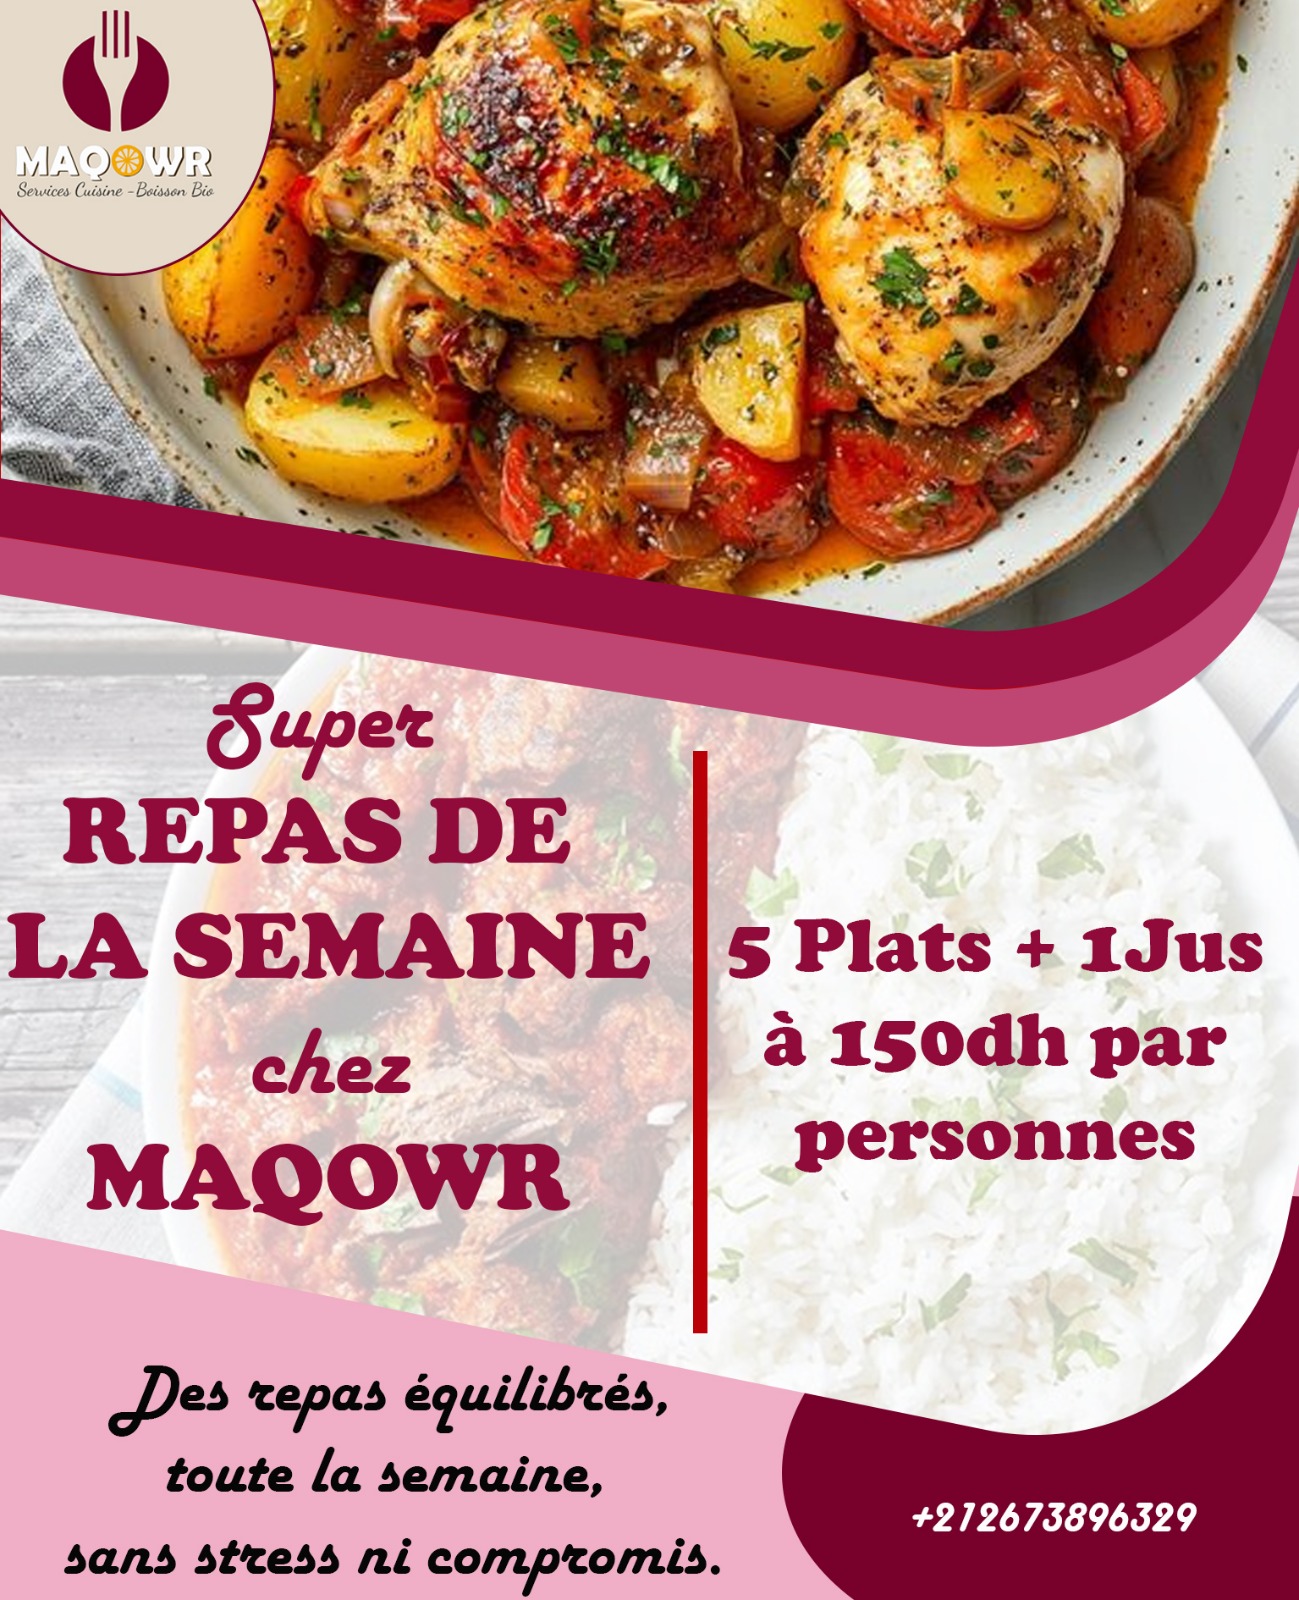 MAQOWR
Services Cuisine -Boisson Bio
Super
REPAS DE
LA SEMAINE
chez
MAQOWR
5 Plats + 1Jus
à 150dh par
personnes
Des repas équilibrés,
toute la semaine,
sans stress ni compromis.
+212673896329